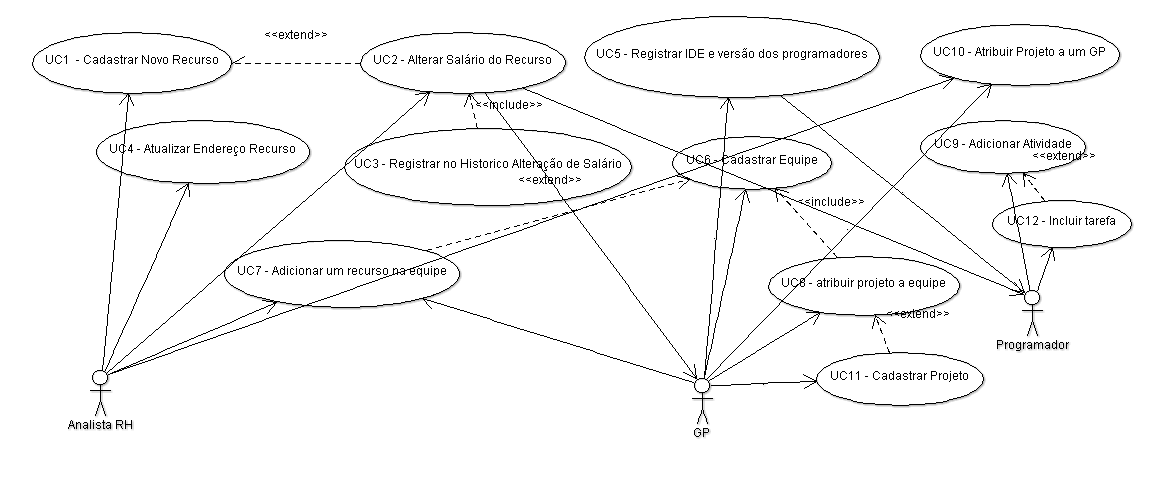 <<extend>>
UC1 - Cadastrar Novo Recurso
UC2 - Alterar Salário do Recurso
UC5 - Registrar IDE e versão dos programadores
UC10 - Atribuir Projeto a um GP
<<include>>
UC4 - Atualizar Endereço Recurso
UC3 - Registrar no Historico Alteração de Salário
<<extend>>
UC6 - Cadastrar Equipe
UC9 - Adicionar Atividade
<<extend>>
<<include>>
UC12 - Incluir tarefa
UC7 - Adicionar um recurso na equipe
UC8 - atribuir projeto a equipe
<<extend>>
Programador
UC11 - Cadastrar Projeto
Analista RH
GP